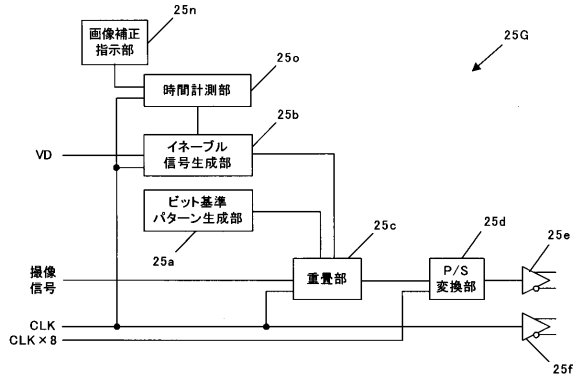 25n
画像補正
指示部
25o
25G
時間計測部
25b
VD
イネーブル
信号生成部
ビット基準
パターン生成部
25a
25c
25d
25e
撮像
信号
重畳部
P/S
変換部
CLK
CLK×8
25f